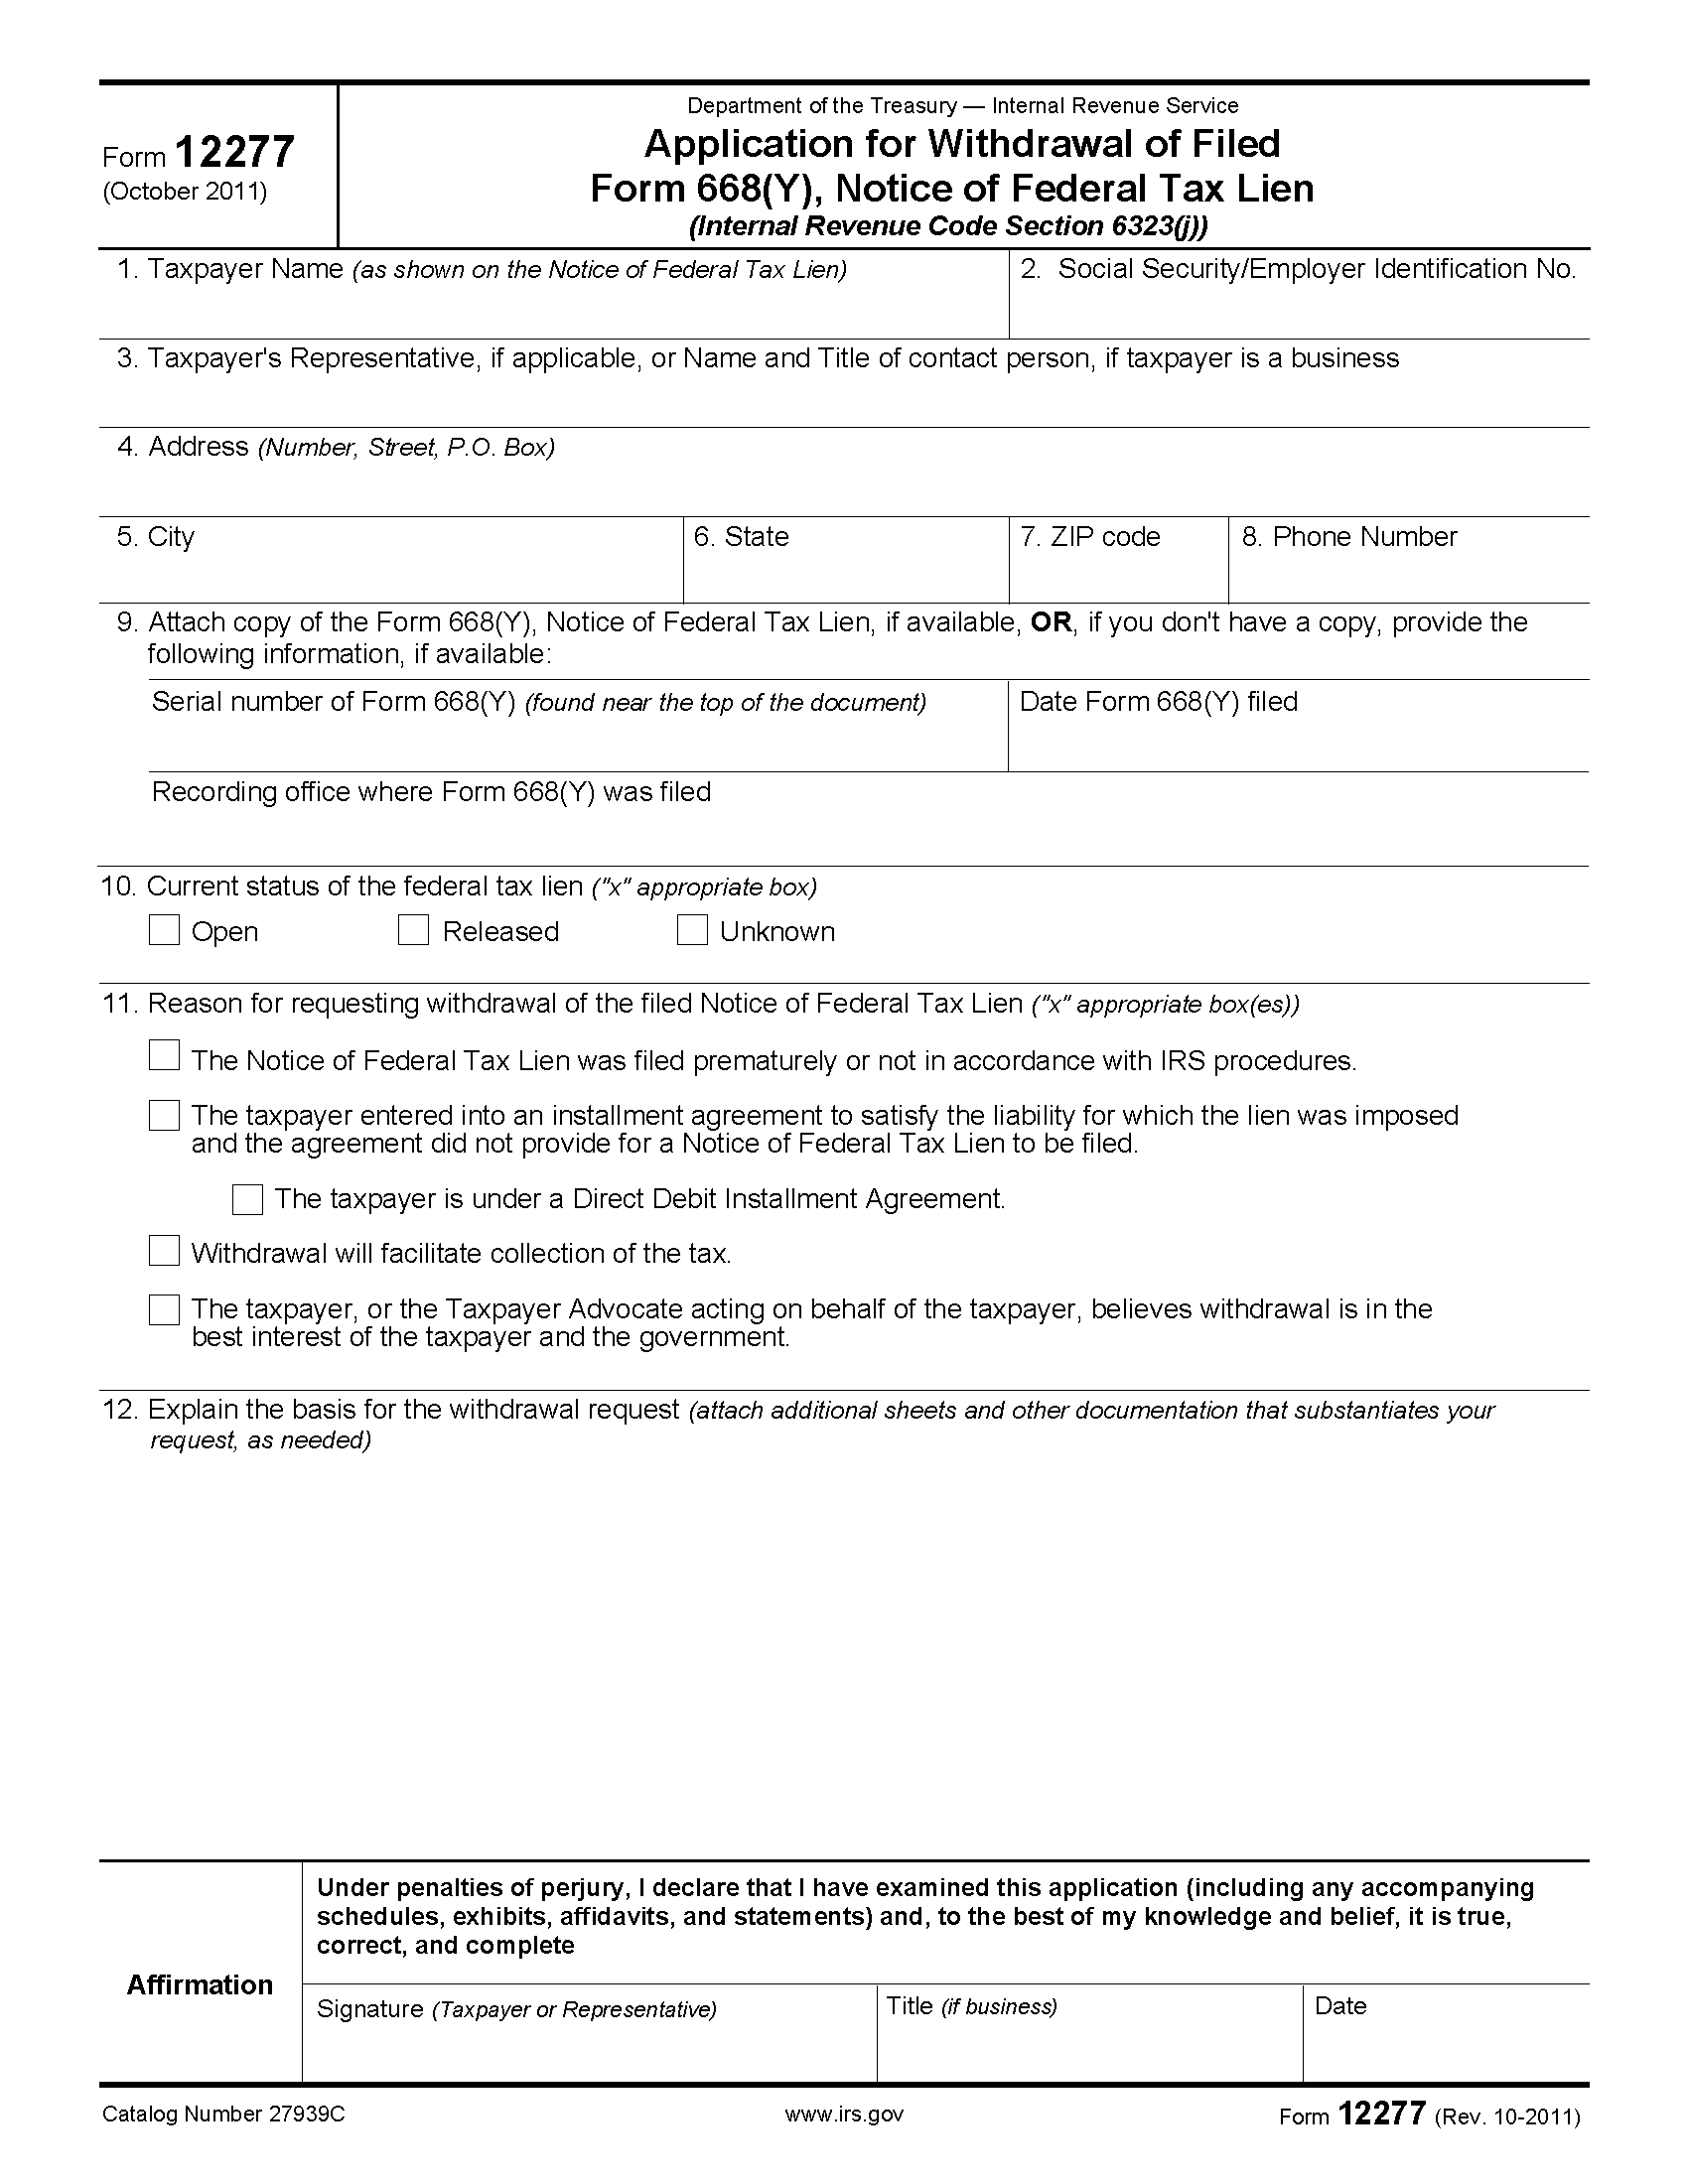 Department of the Treasury — Internal Revenue Service
Form 12277
(October 2011)
Application for Withdrawal of Filed
Form 668(Y), Notice of Federal Tax Lien
(Internal Revenue Code Section 6323(j))
1. Taxpayer Name (as shown on the Notice of Federal Tax Lien)
2. Social Security/Employer Identification No.
3. Taxpayer's Representative, if applicable, or Name and Title of contact person, if taxpayer is a business
4. Address (Number, Street, P.O. Box)
5. City
6. State
7. ZIP code
8. Phone Number
9. Attach copy of the Form 668(Y), Notice of Federal Tax Lien, if available, OR, if you don't have a copy, provide the
following information, if available:
Serial number of Form 668(Y) (found near the top of the document)
Date Form 668(Y) filed
Recording office where Form 668(Y) was filed
10. Current status of the federal tax lien ("x" appropriate box)
Open
Released
Unknown
11. Reason for requesting withdrawal of the filed Notice of Federal Tax Lien ("x" appropriate box(es))
The Notice of Federal Tax Lien was filed prematurely or not in accordance with IRS procedures.
The taxpayer entered into an installment agreement to satisfy the liability for which the lien was imposed
and the agreement did not provide for a Notice of Federal Tax Lien to be filed.
The taxpayer is under a Direct Debit Installment Agreement.
Withdrawal will facilitate collection of the tax.
The taxpayer, or the Taxpayer Advocate acting on behalf of the taxpayer, believes withdrawal is in the
best interest of the taxpayer and the government.
12. Explain the basis for the withdrawal request (attach additional sheets and other documentation that substantiates your
request, as needed)
Affirmation
Under penalties of perjury, I declare that I have examined this application (including any accompanying
schedules, exhibits, affidavits, and statements) and, to the best of my knowledge and belief, it is true,
correct, and complete
Signature (Taxpayer or Representative)
Title (if business)
Date
Catalog Number 27939C
www.irs.gov
Form 12277 (Rev. 10-2011)